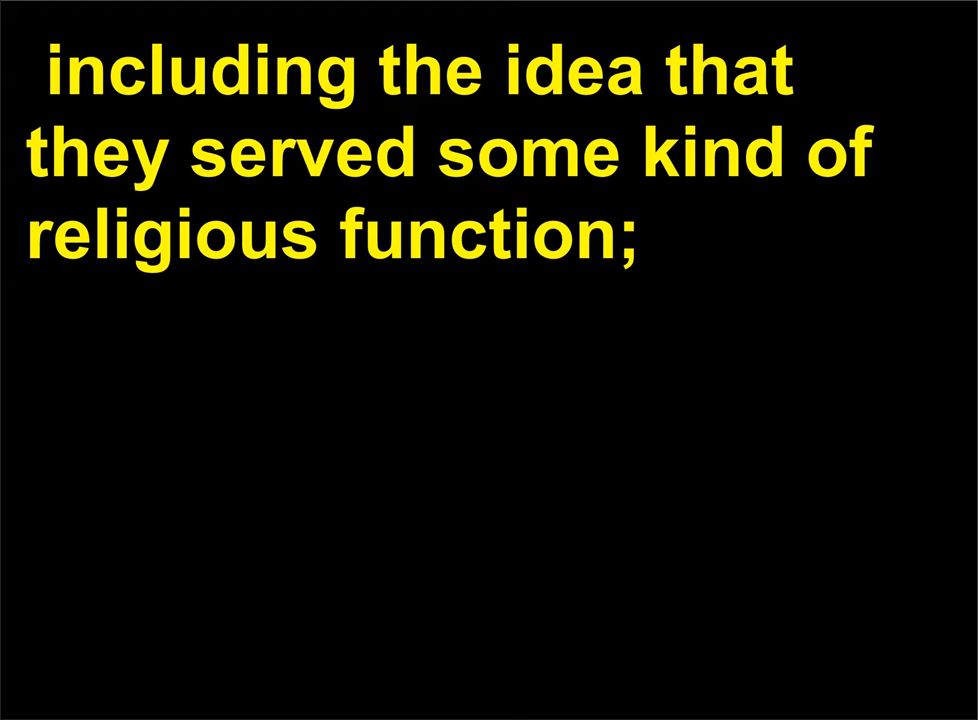 including the idea that
they served some kind of
religious function;